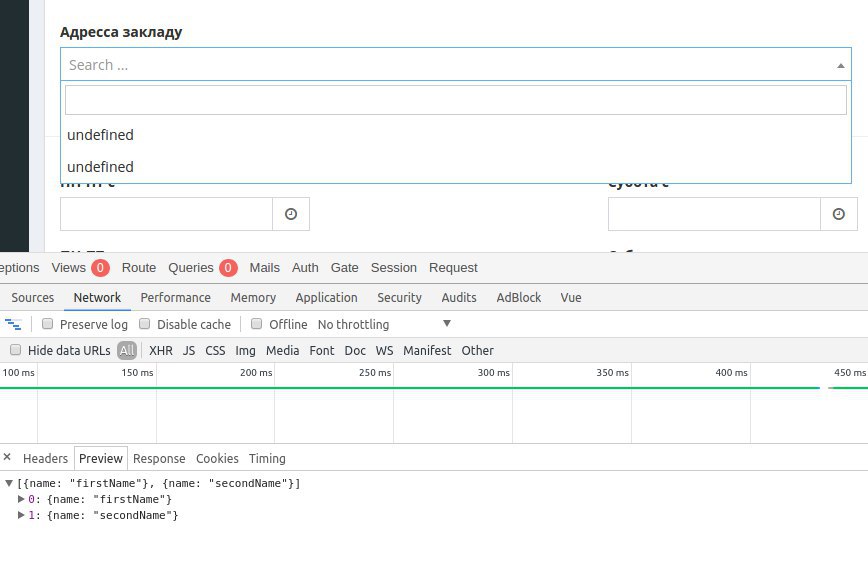 Адресса закладу
Search ...
undefined
undefined
eptions Views 0 Route Queries 0 Mails Auth Gate Session Request
Sources Network Performance Memory Application Security Audits AdBlock Vue
Preserve log Disable cache Offline No throttling
Hide data URLs All XHR JS CSS Img Media Font Doc WS Manifest Other
100 ms 150 ms 200 ms 250 ms 300 ms 350 ms 400 ms 450 ms
× Headers Preview Response Cookies Timing
[{name: "firstName"}, {name: "secondName"}]
0: {name: "firstName"}
1: {name: "secondName"}